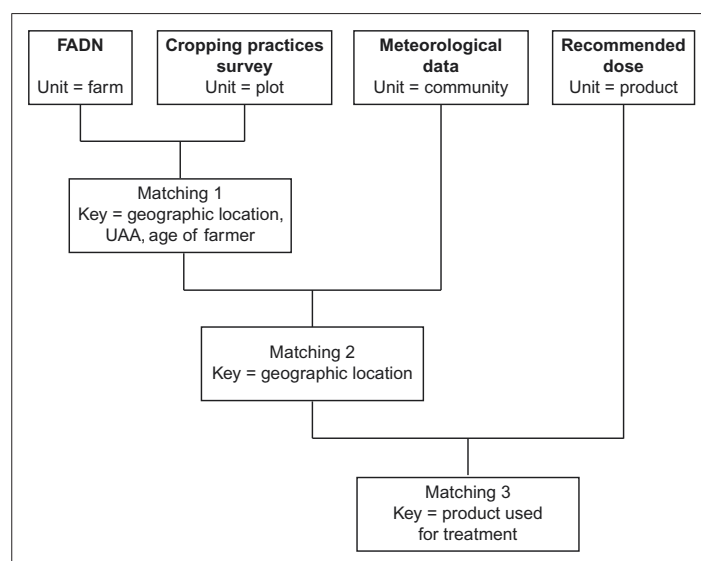 FADN
Unit = farm
Cropping practices
survey
Unit = plot
Meteorological
data
Unit = community
Recommended
dose
Unit = product
Matching 1
Key = geographic location,
UAA, age of farmer
Matching 2
Key = geographic location
Matching 3
Key = product used
for treatment